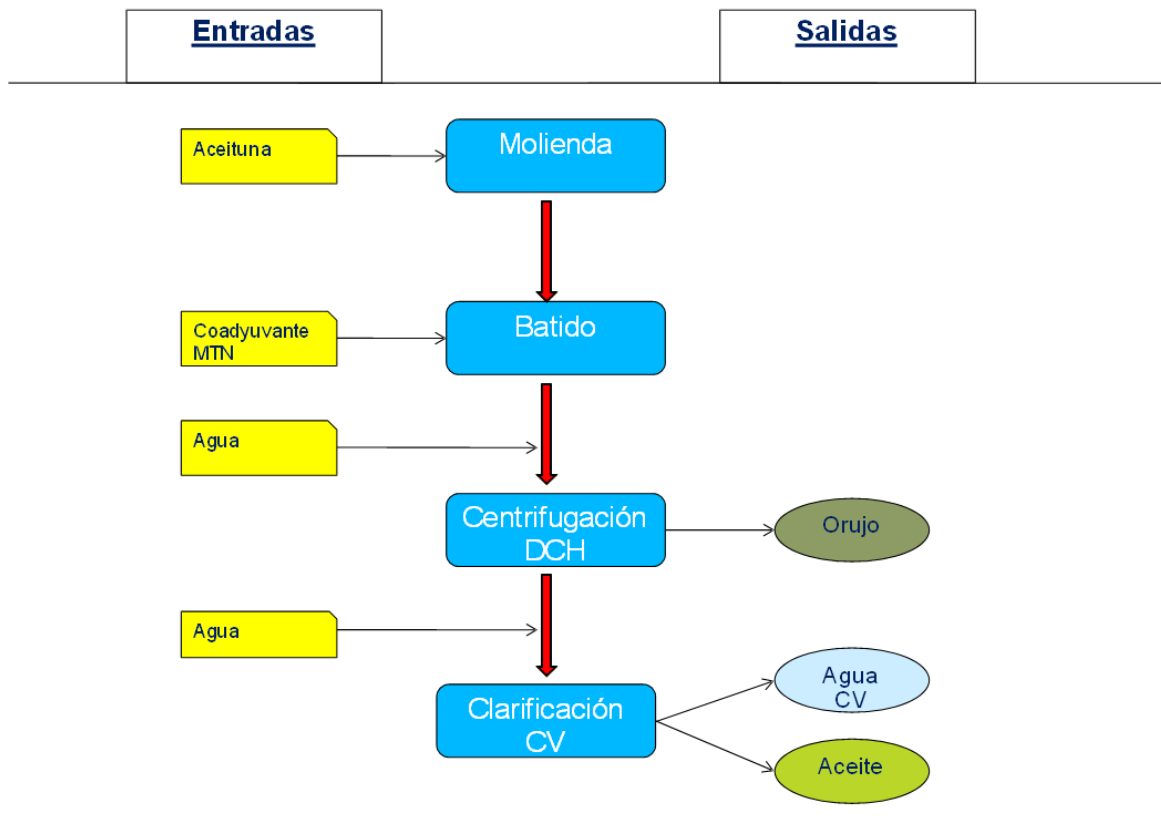 Entradas
Salidas
Aceituna
Molienda
Coadyuvante
MTN
Batido
Agua
Centrifugación
DCH
Orujo
Agua
Clarificación
CV
Agua
CV
Aceite